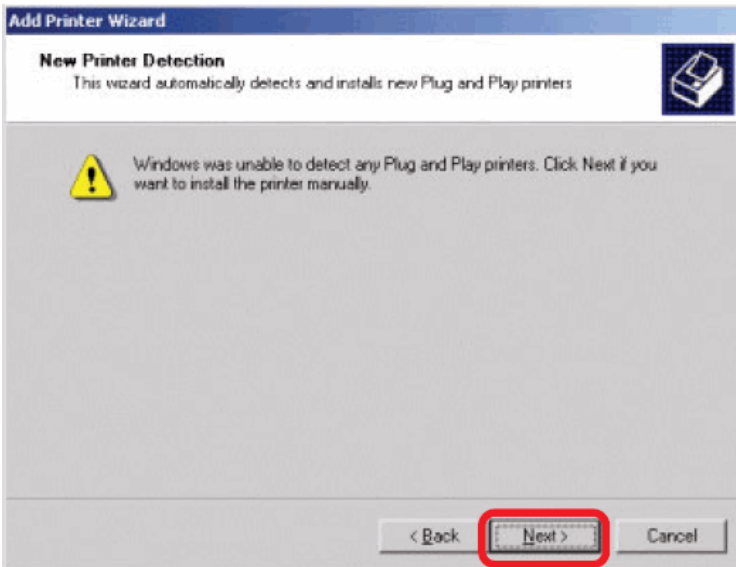 Add Printer Wizard
New Printer Detection
This wizard automatically detects and installs new Plug and Play printers
Windows was unable to detect any Plug and Play printers. Click Next if you
want to install the printer manually.
< Back
Next >
Cancel